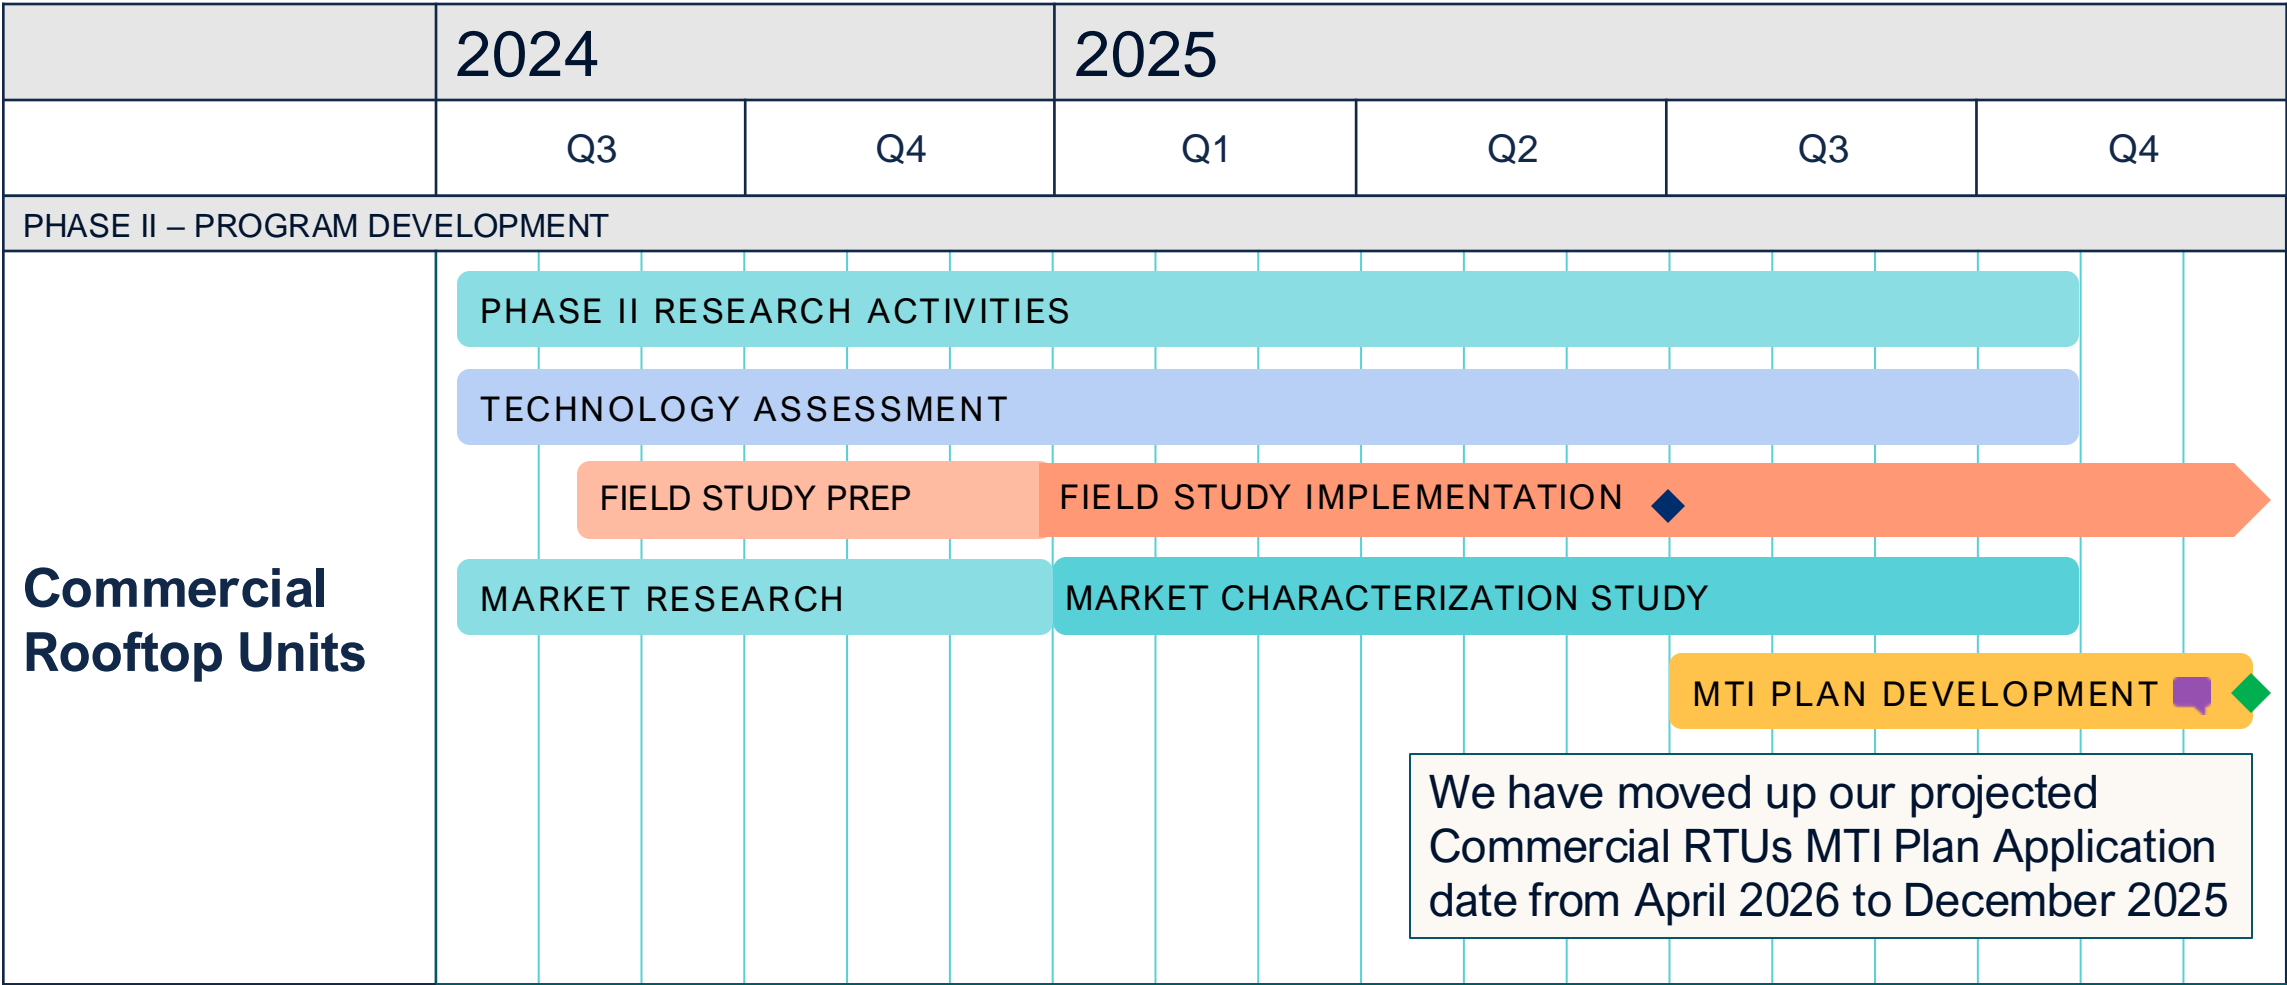 2024
2025
Q3
Q4
Q1
Q2
Q3
Q4
PHASE II – PROGRAM DEVELOPMENT
PHASE II RESEARCH ACTIVITIES
TECHNOLOGY ASSESSMENT
FIELD STUDY PREP
FIELD STUDY IMPLEMENTATION
Commercial
Rooftop Units
MARKET RESEARCH
MARKET CHARACTERIZATION STUDY
MTI PLAN DEVELOPMENT
We have moved up our projected
Commercial RTUs MTI Plan Application
date from April 2026 to December 2025